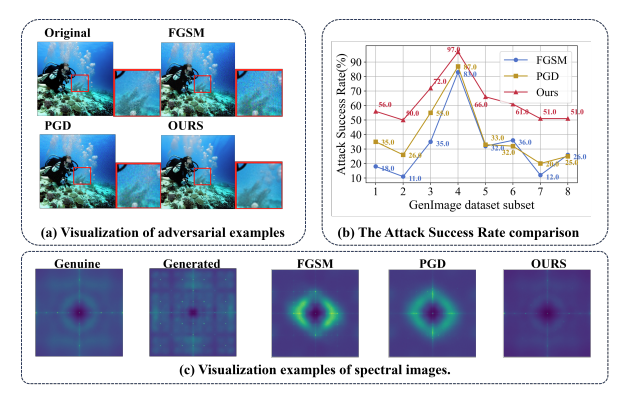 Original FGSM
PGD OURS
(a) Visualization of adversarial examples
Attack Success Rate(%)
90
80
70
60
50
40
30
20
10
1 2 3 4 5 6 7 8
GenImage dataset subset
FGSM
PGD
Ours
56.0 72.0 97.0 66.0 61.0 51.0 51.0
35.0 26.0 55.0 87.0 33.0 32.0 20.0 25.0
18.0 11.0 35.0 83.0 32.0 36.0 12.0 26.0
(b) The Attack Success Rate comparison
Genuine Generated FGSM PGD OURS
(c) Visualization examples of spectral images.